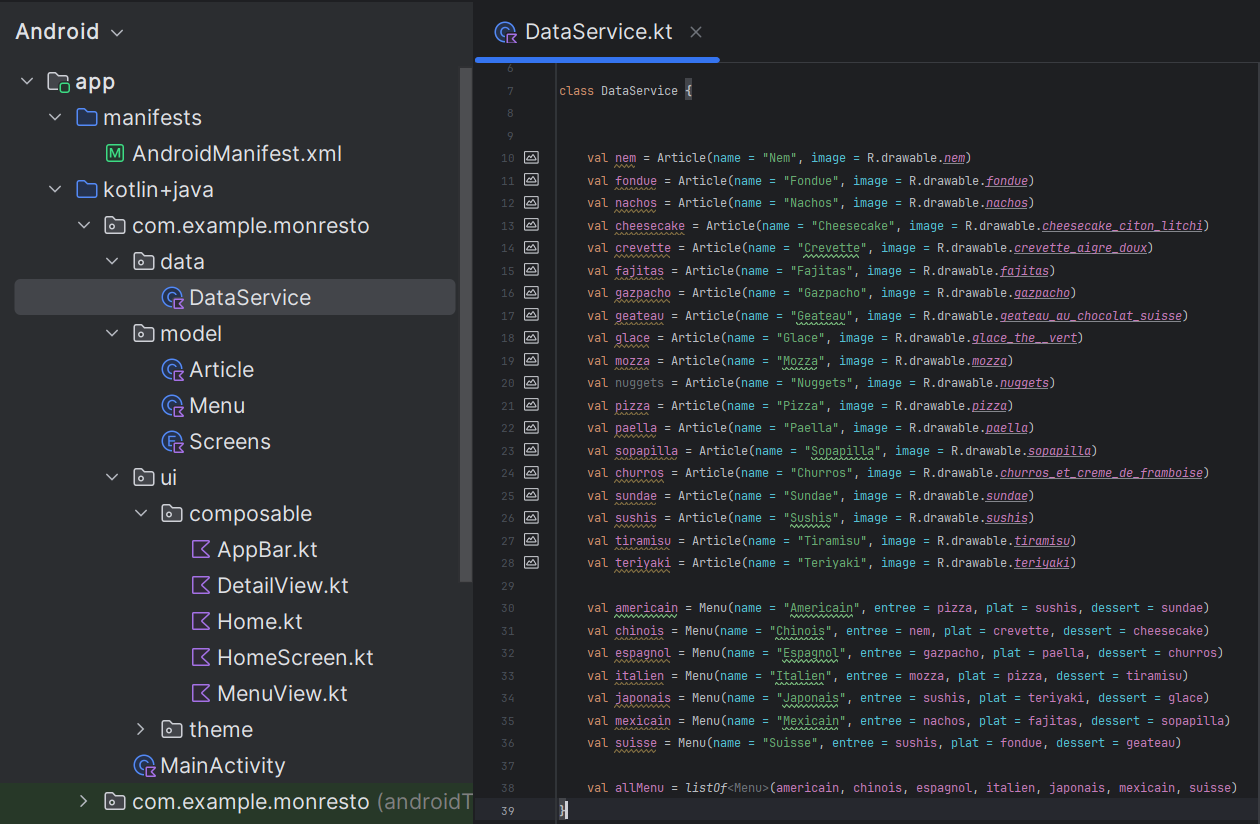 Android
app
manifests
M AndroidManifest.xml
kotlin+java
com.example.monresto
data
DataService
model
Article
Menu
Screens
ui
composable
AppBar.kt
DetailView.kt
Home.kt
HomeScreen.kt
MenuView.kt
theme
MainActivity
com.example.monresto (androidT
DataService.kt
6
7 class DataService {
8
9
10 val nem = Article(name = "Nem", image = R.drawable.nem)
11 val fondue = Article(name = "Fondue", image = R.drawable.fondue)
12 val nachos = Article(name = "Nachos", image = R.drawable.nachos)
13 val cheesecake = Article(name = "Cheesecake", image = R.drawable.cheesecake_citon_litchi)
14 val crevette = Article(name = "Crevette", image = R.drawable.crevette_aigre_doux)
15 val fajitas = Article(name = "Fajitas", image = R.drawable.fajitas)
16 val gazpacho = Article(name = "Gazpacho", image = R.drawable.gazpacho)
17 val geateau = Article(name = "Geateau", image = R.drawable.geateau_au_chocolat_suisse)
18 val glace = Article(name = "Glace", image = R.drawable.glace_the__vert)
19 val mozza = Article(name = "Mozza", image = R.drawable.mozza)
20 val nuggets = Article(name = "Nuggets", image = R.drawable.nuggets)
21 val pizza = Article(name = "Pizza", image = R.drawable.pizza)
22 val paella = Article(name = "Paella", image = R.drawable.paella)
23 val sopapilla = Article(name = "Sopapilla", image = R.drawable.sopapilla)
24 val churros = Article(name = "Churros", image = R.drawable.churros_et_creme_de_framboise)
25 val sundae = Article(name = "Sundae", image = R.drawable.sundae)
26 val sushis = Article(name = "Sushis", image = R.drawable.sushis)
27 val tiramisu = Article(name = "Tiramisu", image = R.drawable.tiramisu)
28 val teriyaki = Article(name = "Teriyaki", image = R.drawable.teriyaki)
29
30 val americain = Menu(name = "Americain", entree = pizza, plat = sushis, dessert = sundae)
31 val chinois = Menu(name = "Chinois", entree = nem, plat = crevette, dessert = cheesecake)
32 val espagnol = Menu(name = "Espagnol", entree = gazpacho, plat = paella, dessert = churros)
33 val italien = Menu(name = "Italien", entree = mozza, plat = pizza, dessert = tiramisu)
34 val japonais = Menu(name = "Japonais", entree = sushis, plat = teriyaki, dessert = glace)
35 val mexicain = Menu(name = "Mexicain", entree = nachos, plat = fajitas, dessert = sopapilla)
36 val suisse = Menu(name = "Suisse", entree = sushis, plat = fondue, dessert = geateau)
37
38 val allMenu = listOf<Menu>(americain, chinois, espagnol, italien, japonais, mexicain, suisse)
39 }